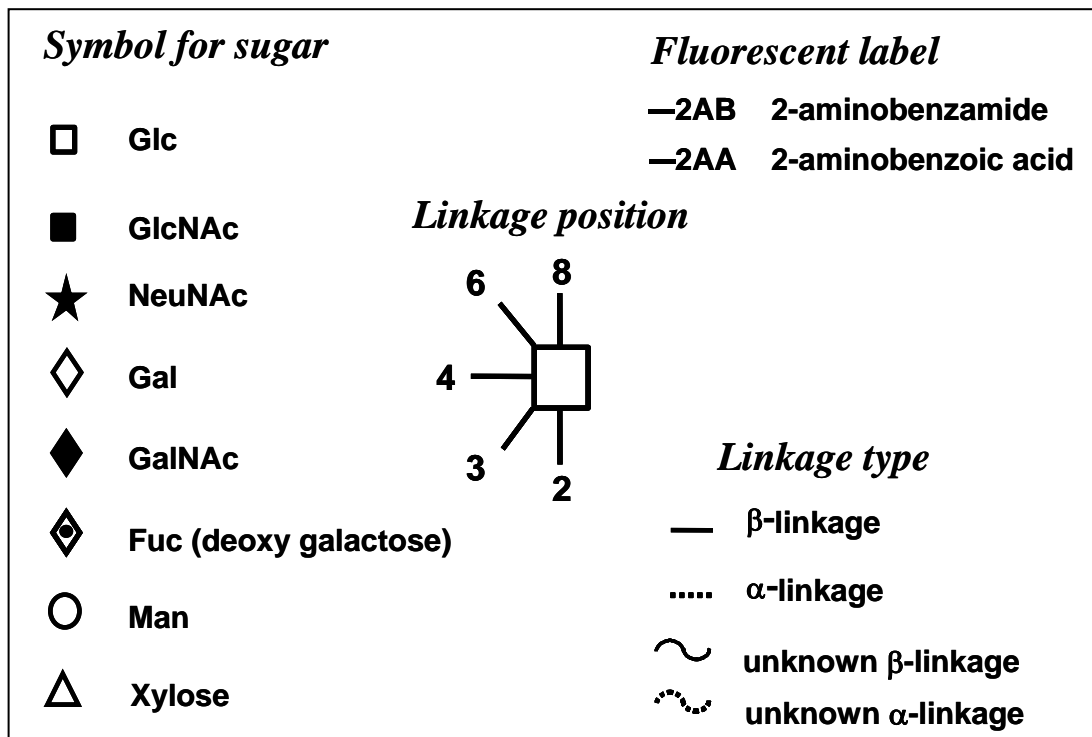 Symbol for sugar
Glc
GlcNAc
NeuNAc
Gal
GalNAc
Fuc (deoxy galactose)
Man
Xylose
Fluorescent label
—2AB 2-aminobenzamide
—2AA 2-aminobenzoic acid
Linkage position
6
8
4
3
2
Linkage type
β-linkage
α-linkage
unknown β-linkage
unknown α-linkage